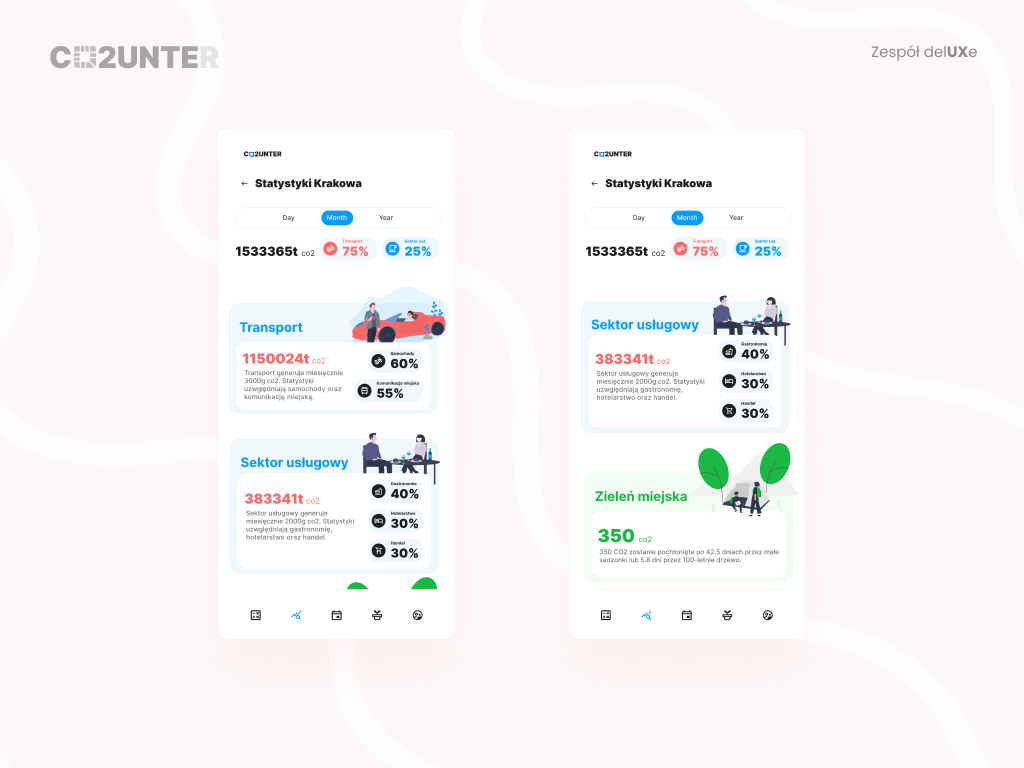 CO2UNTER
Zespół delUXe
CO2UNTER
← Statystyki Krakowa
Day Month Year
1533365t co2
Transport
75%
Sektor usł.
25%
Transport
1150024t co2
Transport generuje miesięcznie
3000g co2. Statystyki
uzwględniają samochody oraz
komunikację miejską.
Samochody
60%
Komunikacja miejska
55%
Sektor usługowy
383341t co2
Sektor usługowy generuje
miesięcznie 2000g co2. Statystyki
uzwględniają gastronomię,
hotelarstwo oraz handel.
Gastronomia
40%
Hotelarstwo
30%
Handel
30%
CO2UNTER
← Statystyki Krakowa
Day Month Year
1533365t co2
Transport
75%
Sektor usł.
25%
Sektor usługowy
383341t co2
Sektor usługowy generuje
miesięcznie 2000g co2. Statystyki
uzwględniają gastronomię,
hotelarstwo oraz handel.
Gastronomia
40%
Hotelarstwo
30%
Handel
30%
Zieleń miejska
350 co2
350 CO2 zostanie pochłonięte po 42,5 dniach przez małe
sadzonki lub 5.8 dni przez 100-letnie drzewo.